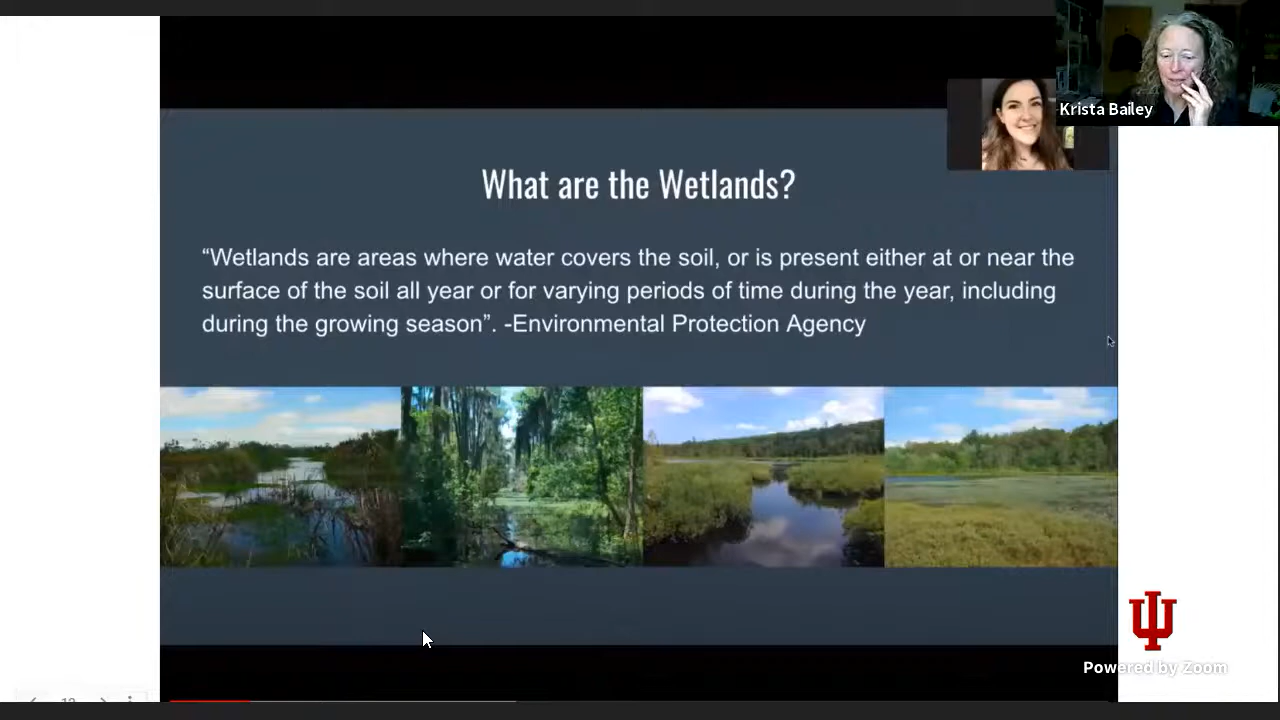 Krista Bailey
What are the Wetlands?
“Wetlands are areas where water covers the soil, or is present either at or near the
surface of the soil all year or for varying periods of time during the year, including
during the growing season”. -Environmental Protection Agency
Powered by Zoom